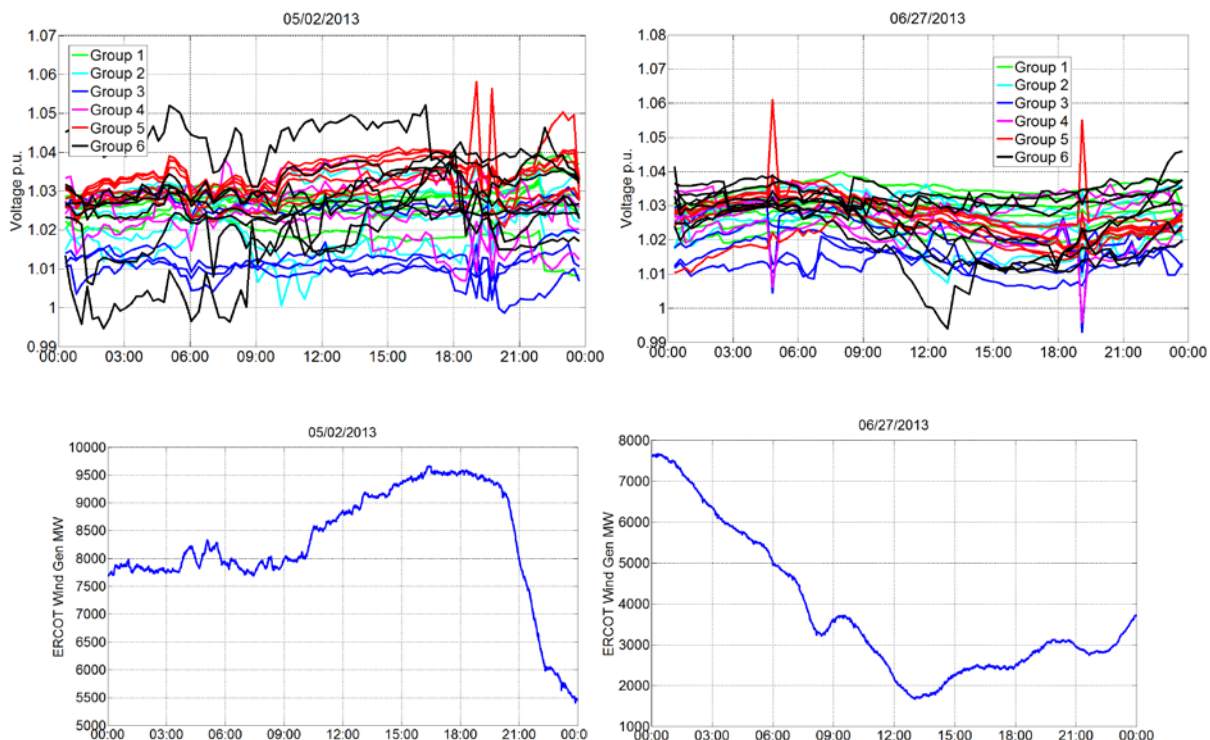 05/02/2013
1.07
1.06
1.05
1.04
1.03
1.02
1.01
1
0.99
Voltage p.u.
Group 1
Group 2
Group 3
Group 4
Group 5
Group 6
00:00 03:00 06:00 09:00 12:00 15:00 18:00 21:00 00:00
06/27/2013
1.08
1.07
1.06
1.05
1.04
1.03
1.02
1.01
1
0.99
Voltage p.u.
Group 1
Group 2
Group 3
Group 4
Group 5
Group 6
00:00 03:00 06:00 09:00 12:00 15:00 18:00 21:00 00:00
05/02/2013
10000
9500
9000
8500
8000
7500
7000
6500
6000
5500
5000
ERCOT Wind Gen MW
00:00 03:00 06:00 09:00 12:00 15:00 18:00 21:00 00:00
06/27/2013
8000
7000
6000
5000
4000
3000
2000
1000
ERCOT Wind Gen MW
00:00 03:00 06:00 09:00 12:00 15:00 18:00 21:00 00:00